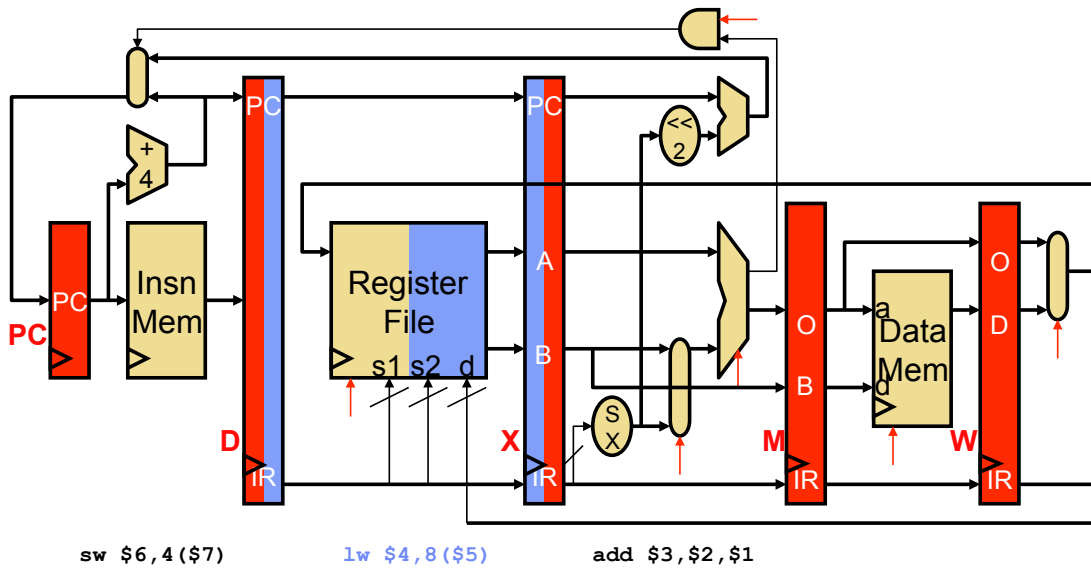 PC
PC
<<
2
+
4
A
O
PC
Insn
Mem
Register
File
O
a
Data
Mem
D
PC
B
B
d
s1
s2
d
S
X
D
X
M
W
IR
IR
IR
IR
sw $6,4($7)
lw $4,8($5)
add $3,$2,$1